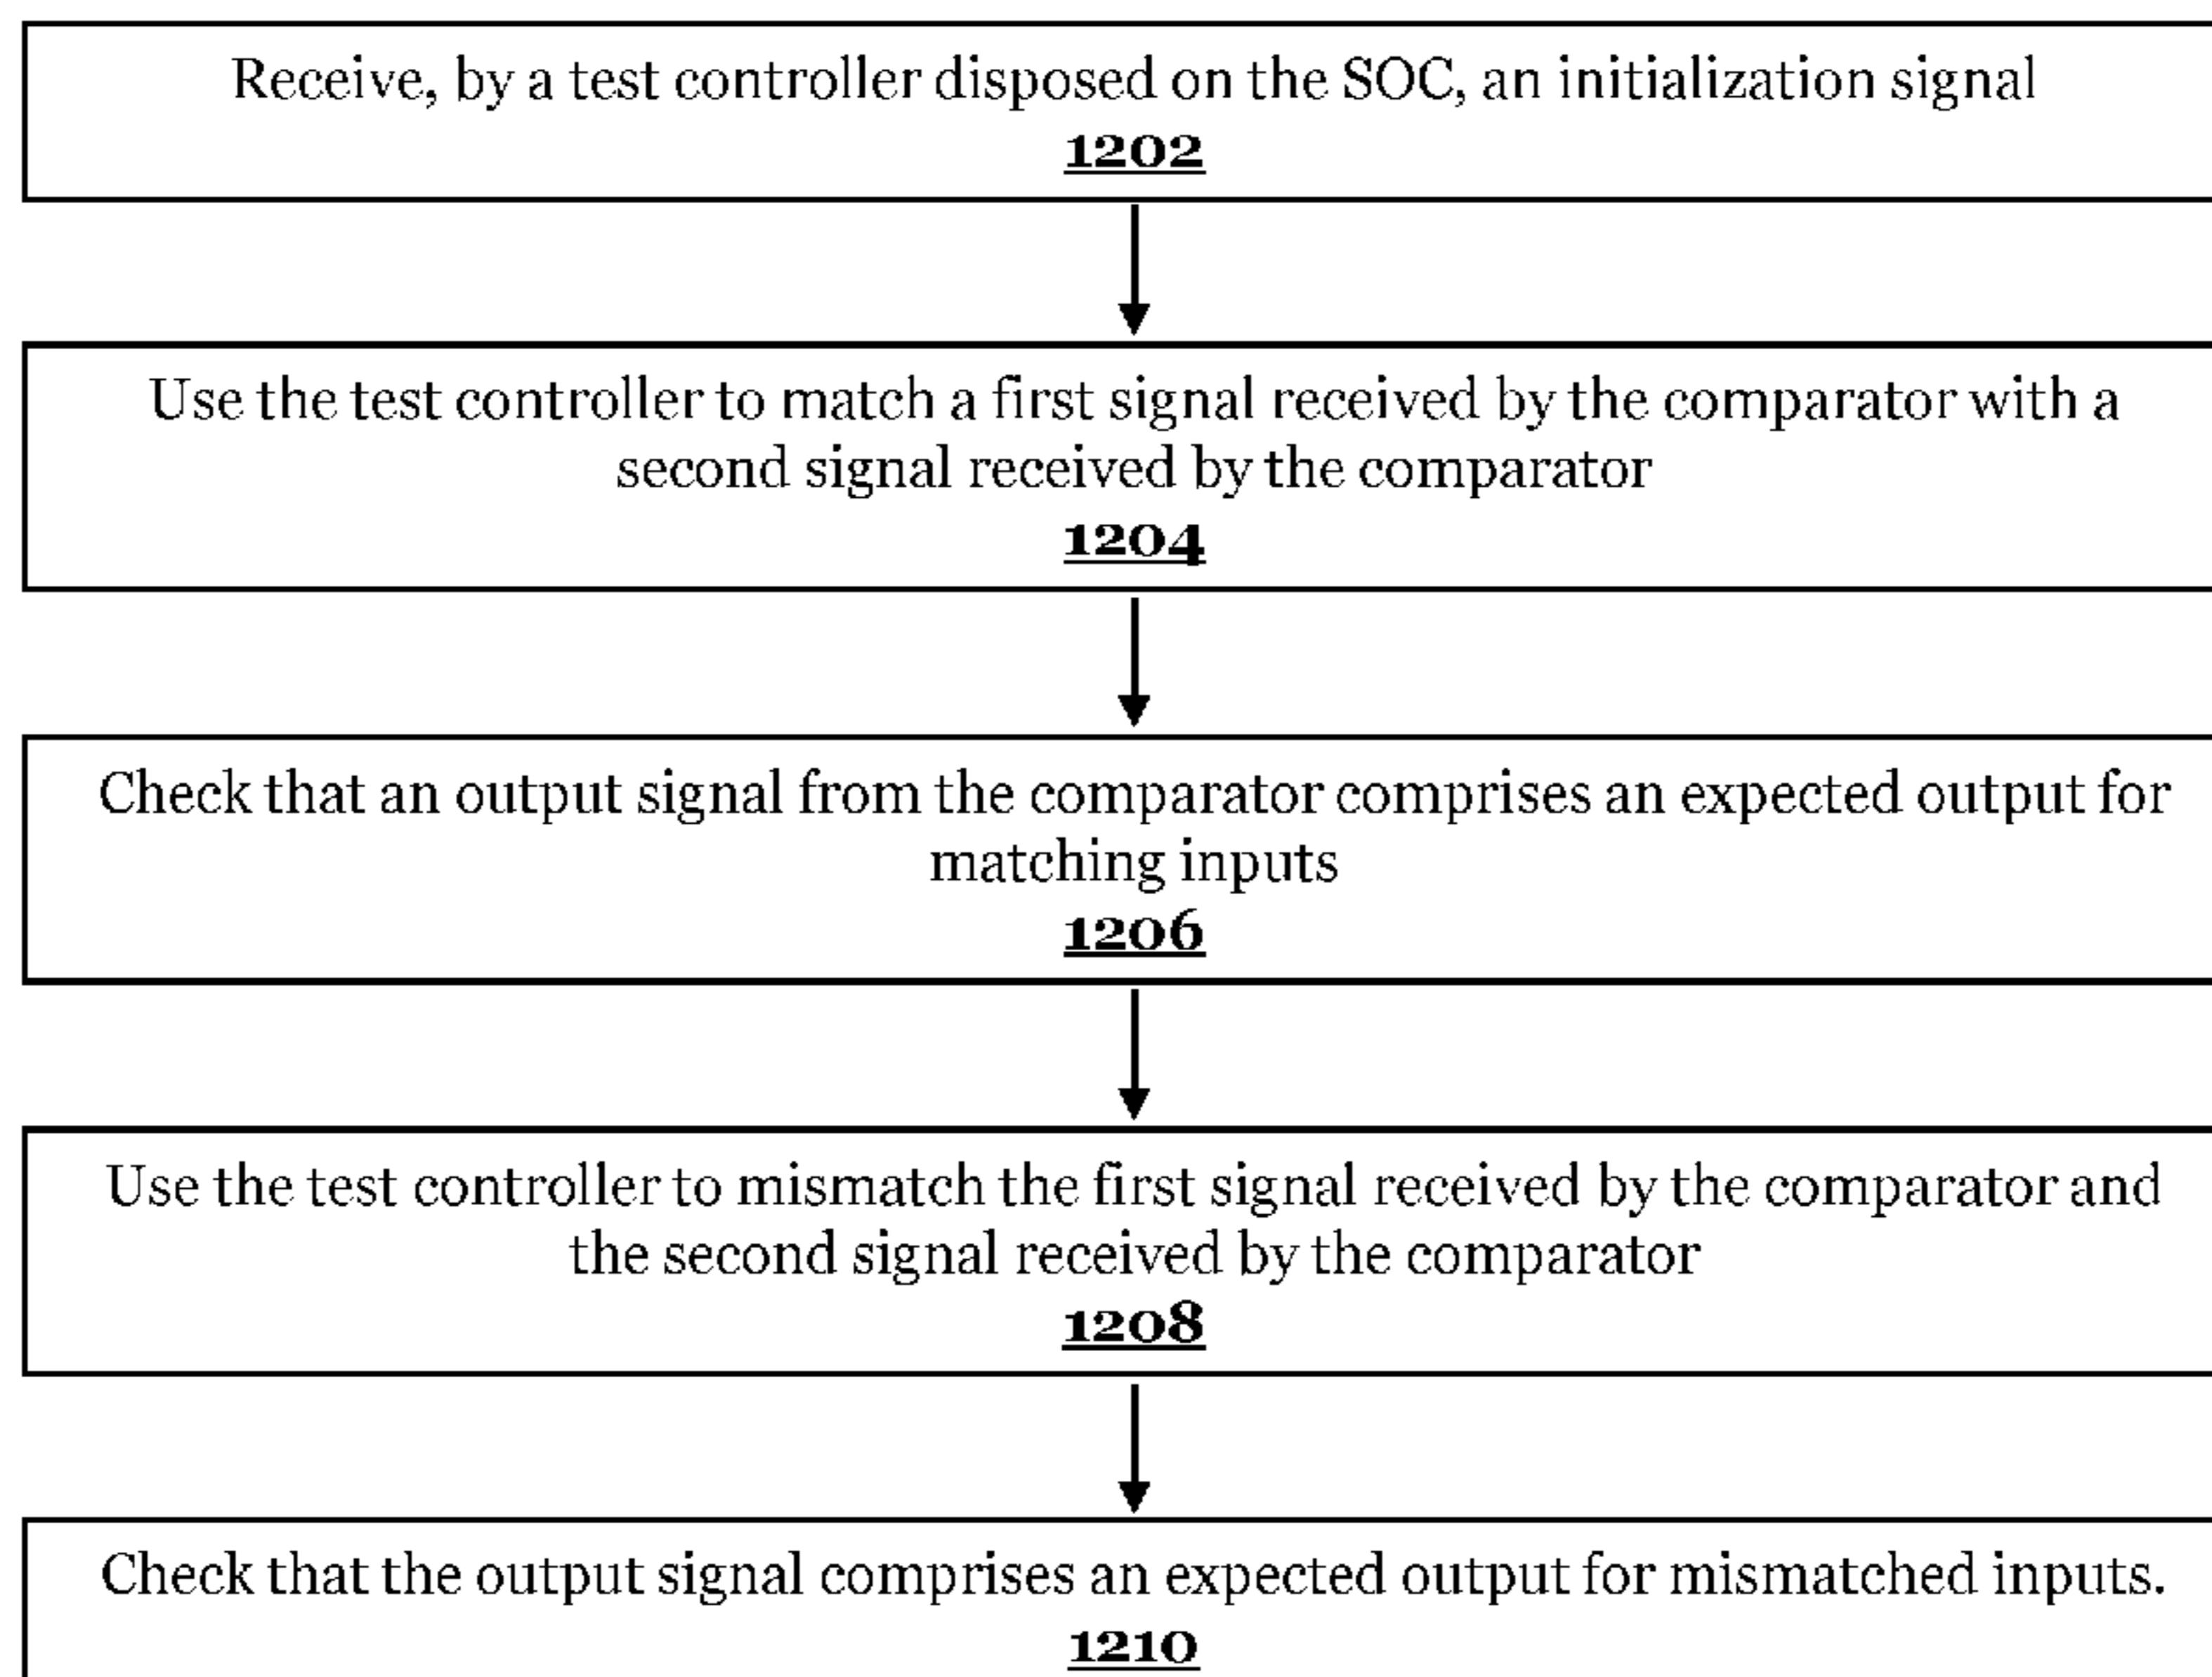 Receive, by a test controller disposed on the SOC, an initialization signal
1202
Use the test controller to match a first signal received by the comparator with a
second signal received by the comparator
1204
Check that an output signal from the comparator comprises an expected output for
matching inputs
1206
Use the test controller to mismatch the first signal received by the comparator and
the second signal received by the comparator
1208
Check that the output signal comprises an expected output for mismatched inputs.
1210